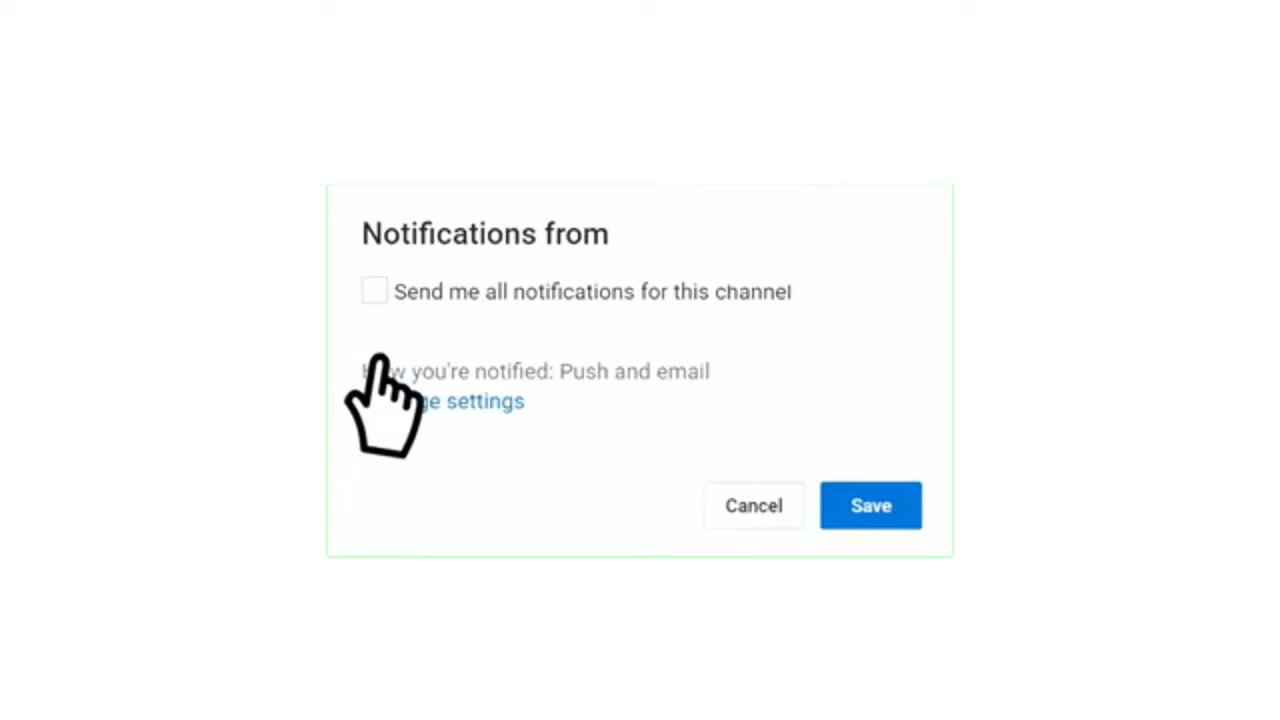 Notifications from
Send me all notifications for this channel
you're notified: Push and email
settings
Cancel
Save